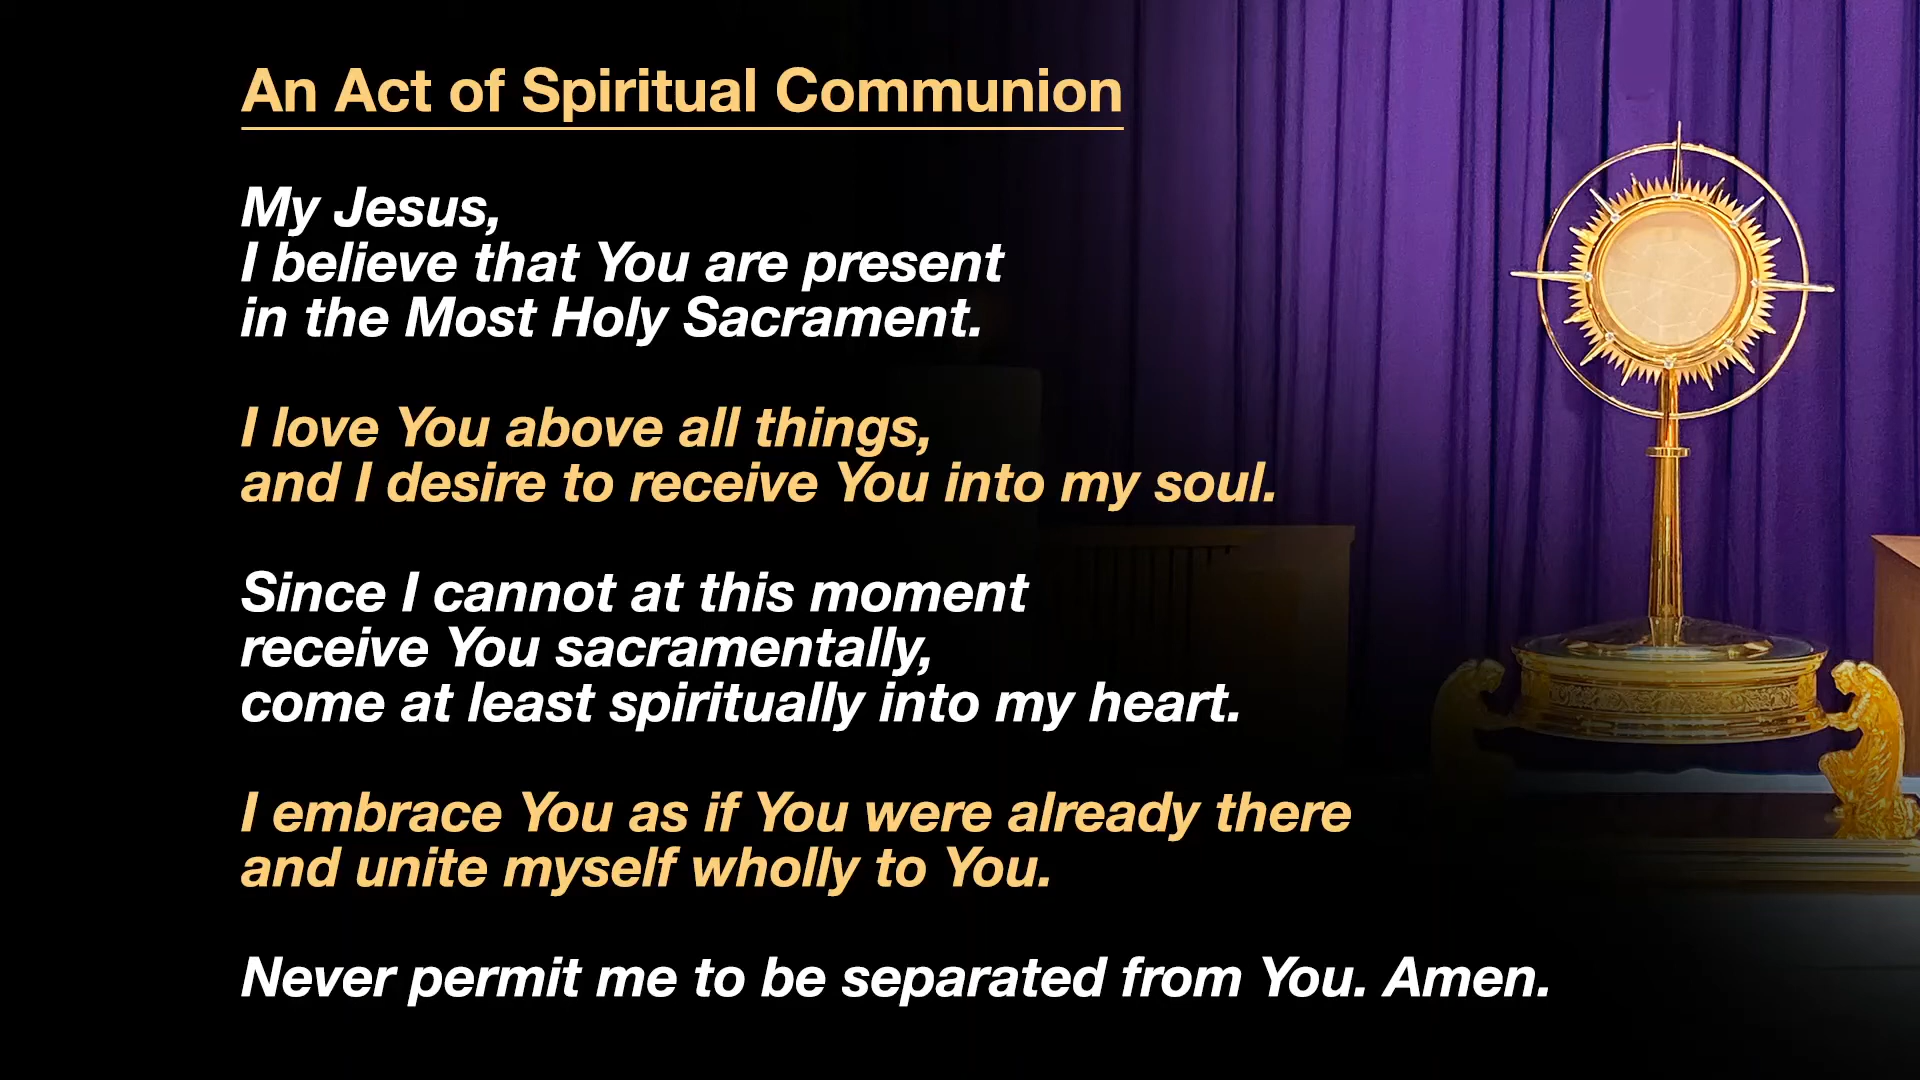 An Act of Spiritual Communion
My Jesus,
I believe that You are present
in the Most Holy Sacrament.
I love You above all things,
and I desire to receive You into my soul.
Since I cannot at this moment
receive You sacramentally,
come at least spiritually into my heart.
I embrace You as if You were already there
and unite myself wholly to You.
Never permit me to be separated from You. Amen.